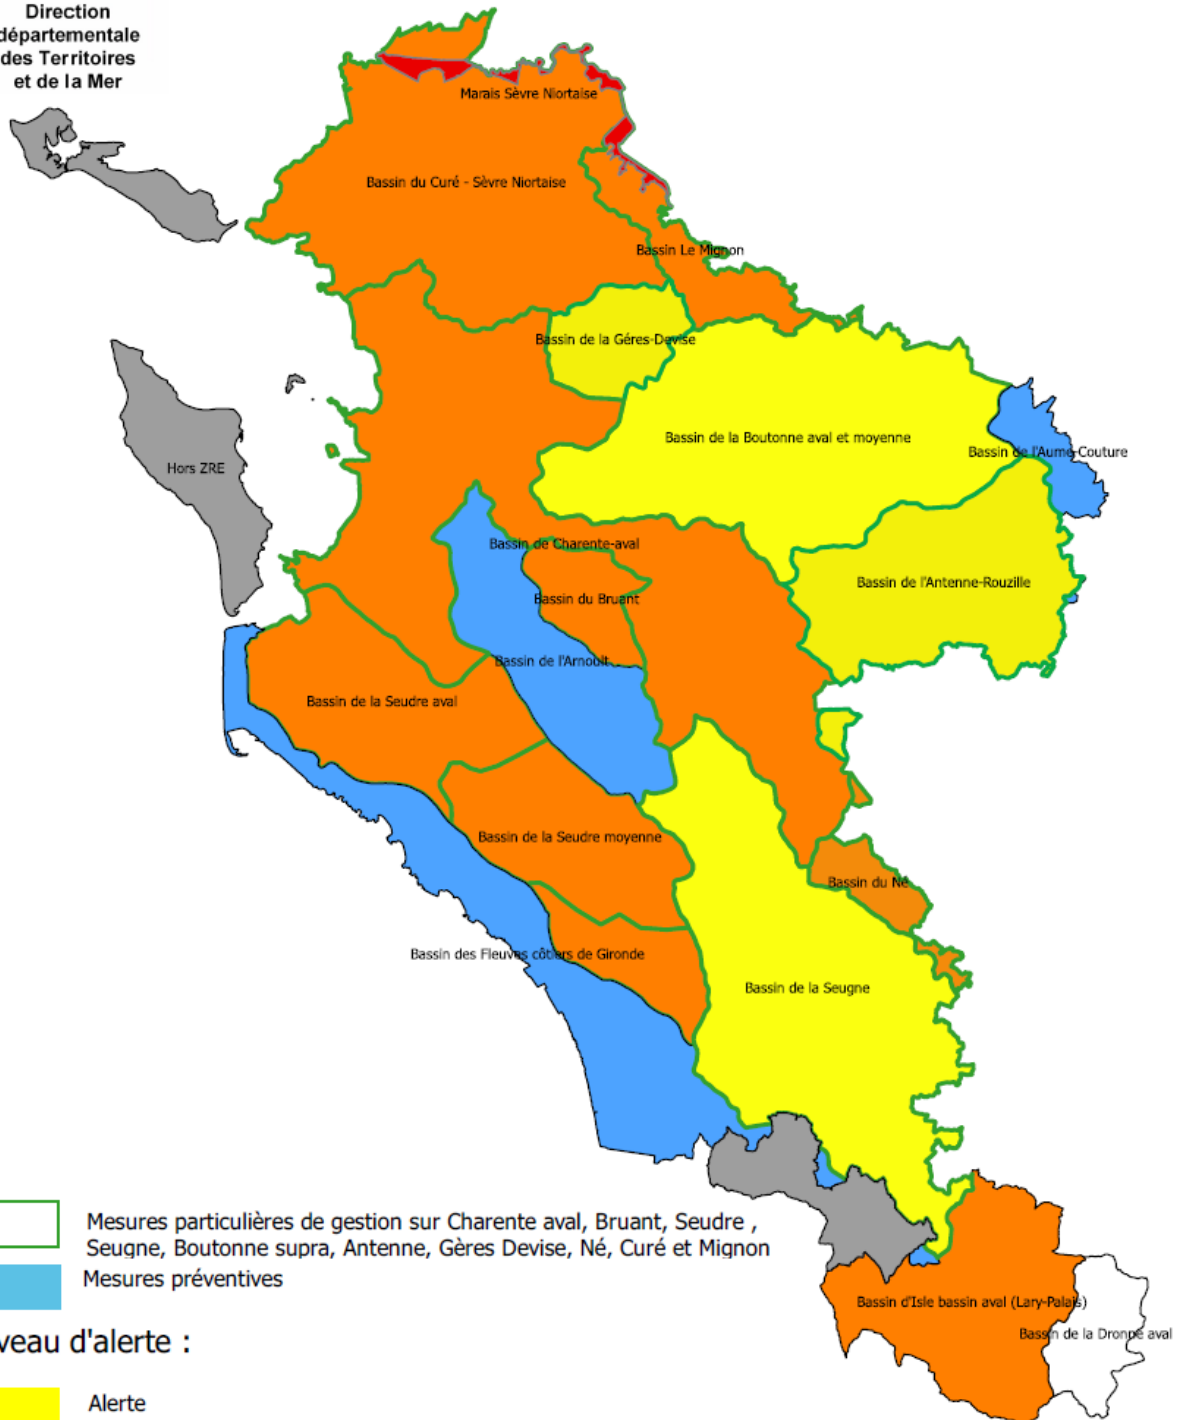 Direction
départementale
des Territoires
et de la Mer
Marais Sèvre Niortaise
Bassin du Curé - Sèvre Niortaise
Bassin Le Mignon
Bassin de la Géres-Devise
Bassin de la Boutonne aval et moyenne
Bassin de l'Aume-Couture
Hors ZRE
Bassin de Charente-aval
Bassin de l'Antenne-Rouzille
Bassin du Bruant
Bassin de l'Arnoult
Bassin de la Seudre aval
Bassin de la Seudre moyenne
Bassin du Né
Bassin des Fleuves côtiers de Gironde
Bassin de la Seugne
Mesures particulières de gestion sur Charente aval, Bruant, Seudre ,
Seugne, Boutonne supra, Antenne, Gères Devise, Né, Curé et Mignon
Mesures préventives
Bassin d'Isle bassin aval (Lary-Palais)
Bassin de la Dronne aval
veau d'alerte :
Alerte